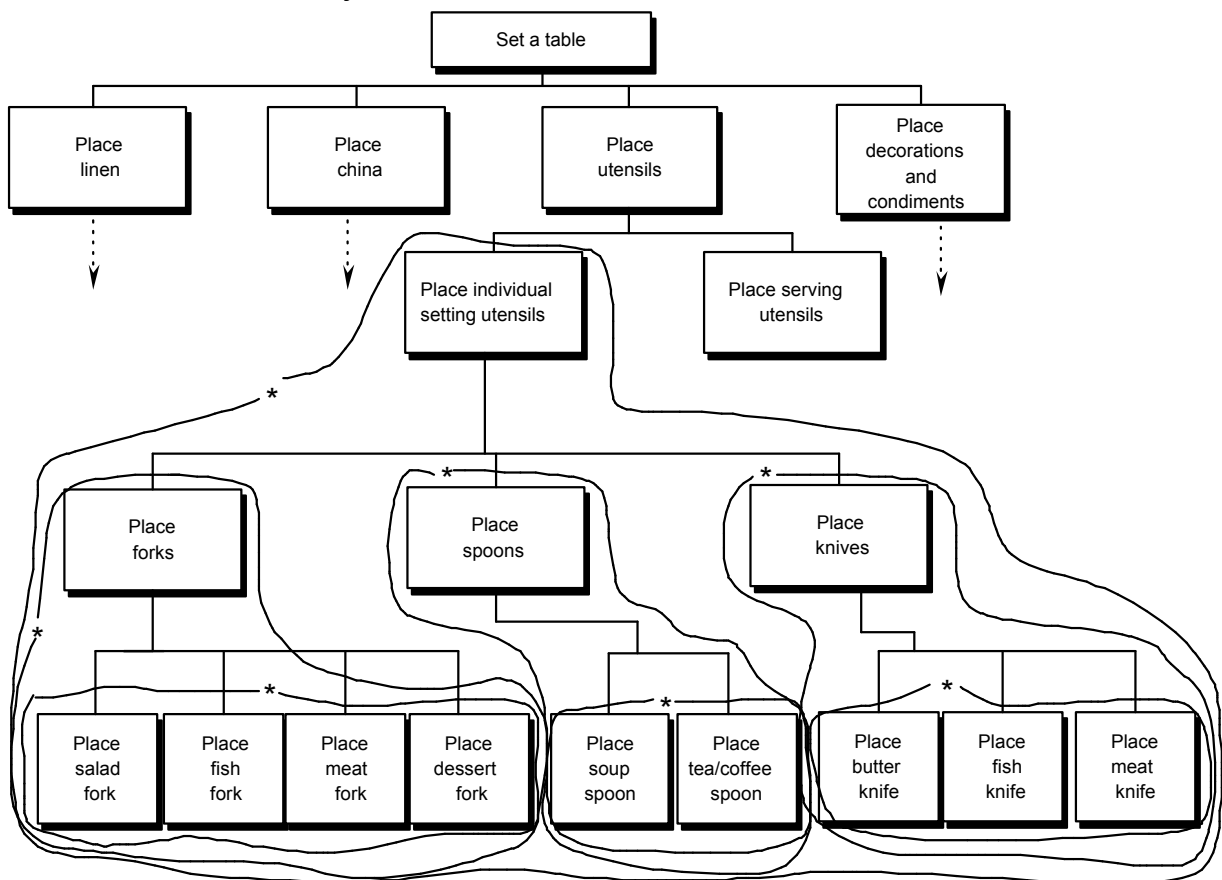 Set a table
Place
linen
Place
china
Place
utensils
Place
decorations
and
condiments
Place individual
setting utensils
Place serving
utensils
*
*
*
Place
forks
Place
spoons
Place
knives
*
*
*
*
Place
salad
fork
Place
fish
fork
Place
meat
fork
Place
dessert
fork
Place
soup
spoon
Place
tea/coffee
spoon
Place
butter
knife
Place
fish
knife
Place
meat
knife